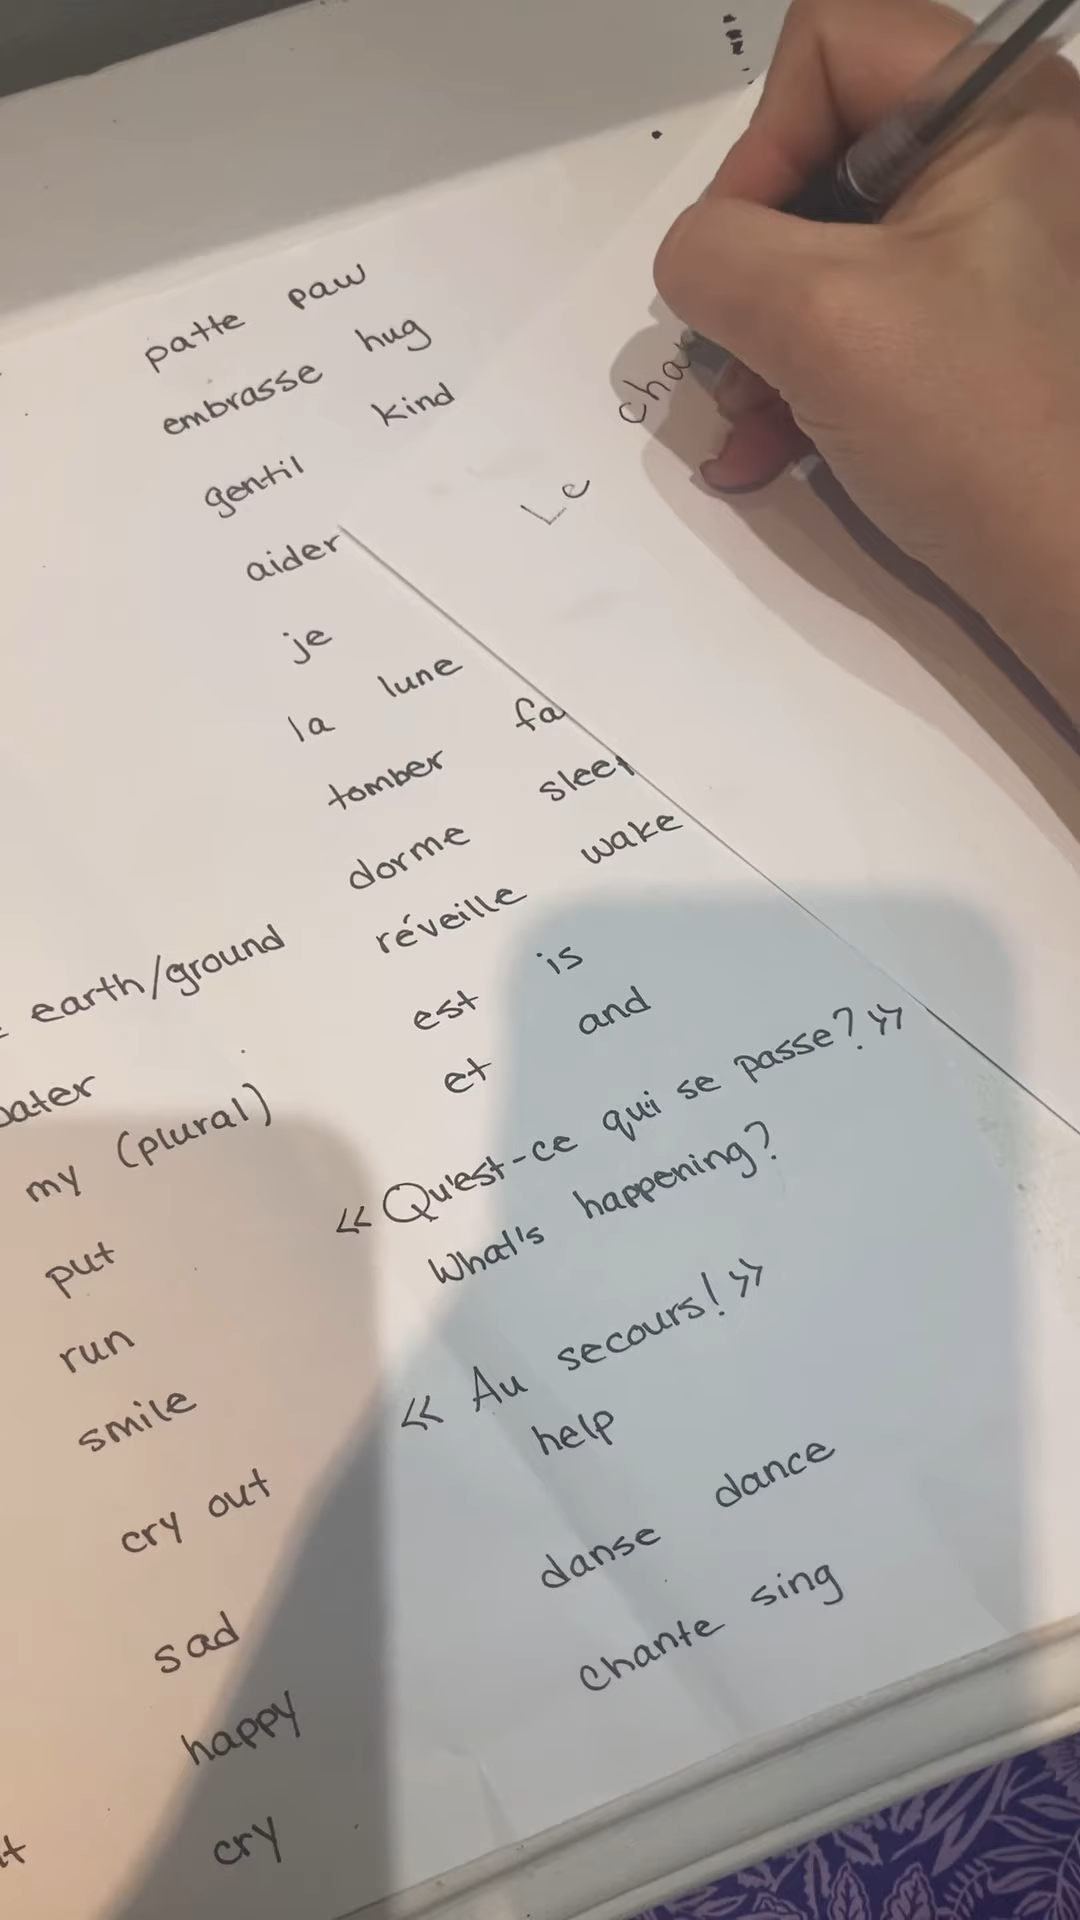 patte paw
embrasse hug
gentil kind
aider
je
la lune
tomber fa
dorme sleep
réveille wake
est is
et and
« Qu'est-ce qui se passe? »
What's happening?
« Au secours! »
help
danse dance
chante sing
earth/ground
my (plural)
put
run
smile
cry out
sad
happy
cry
cha